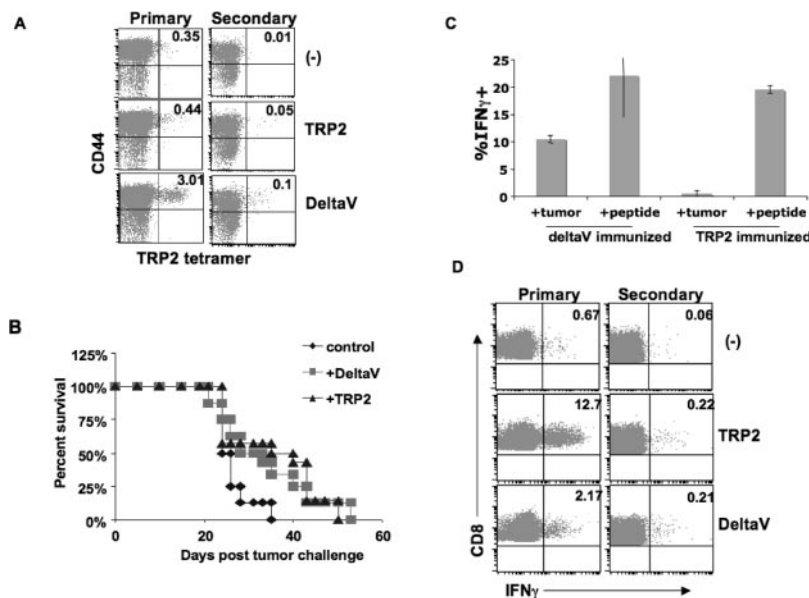 A
Primary Secondary
0.35 0.01
(-)
0.44 0.05
TRP2
3.01 0.1
DeltaV
CD44
TRP2 tetramer
B
125%
100%
75%
50%
25%
0%
Percent survival
0 20 40 60
Days post tumor challenge
control
+DeltaV
+TRP2
C
25
20
15
10
5
0
%IFNγ+
+tumor +peptide +tumor +peptide
deltaV immunized TRP2 immunized
D
Primary Secondary
0.67 0.06
(-)
12.7 0.22
TRP2
2.17 0.21
DeltaV
CD8
IFNγ